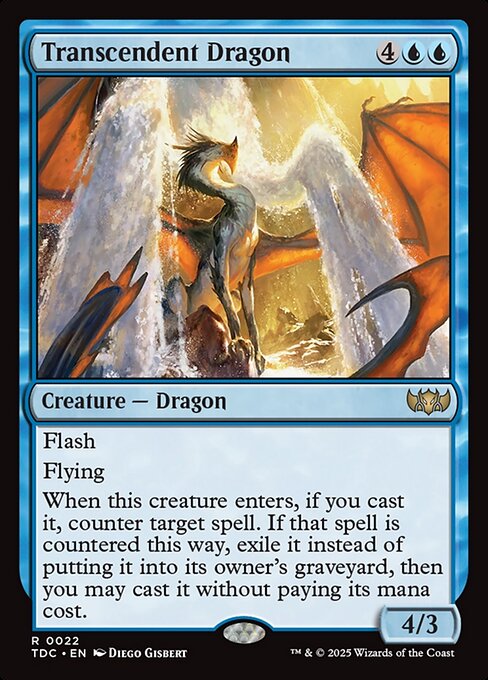 Transcendent Dragon 4
Creature — Dragon
Flash
Flying
When this creature enters, if you cast
it, counter target spell. If that spell is
countered this way, exile it instead of
putting it into its owner's graveyard, then
you may cast it without paying its mana
cost.
4/3
R 0022
TDC • EN Diego Gisbert
™ & © 2025 Wizards of the Coast